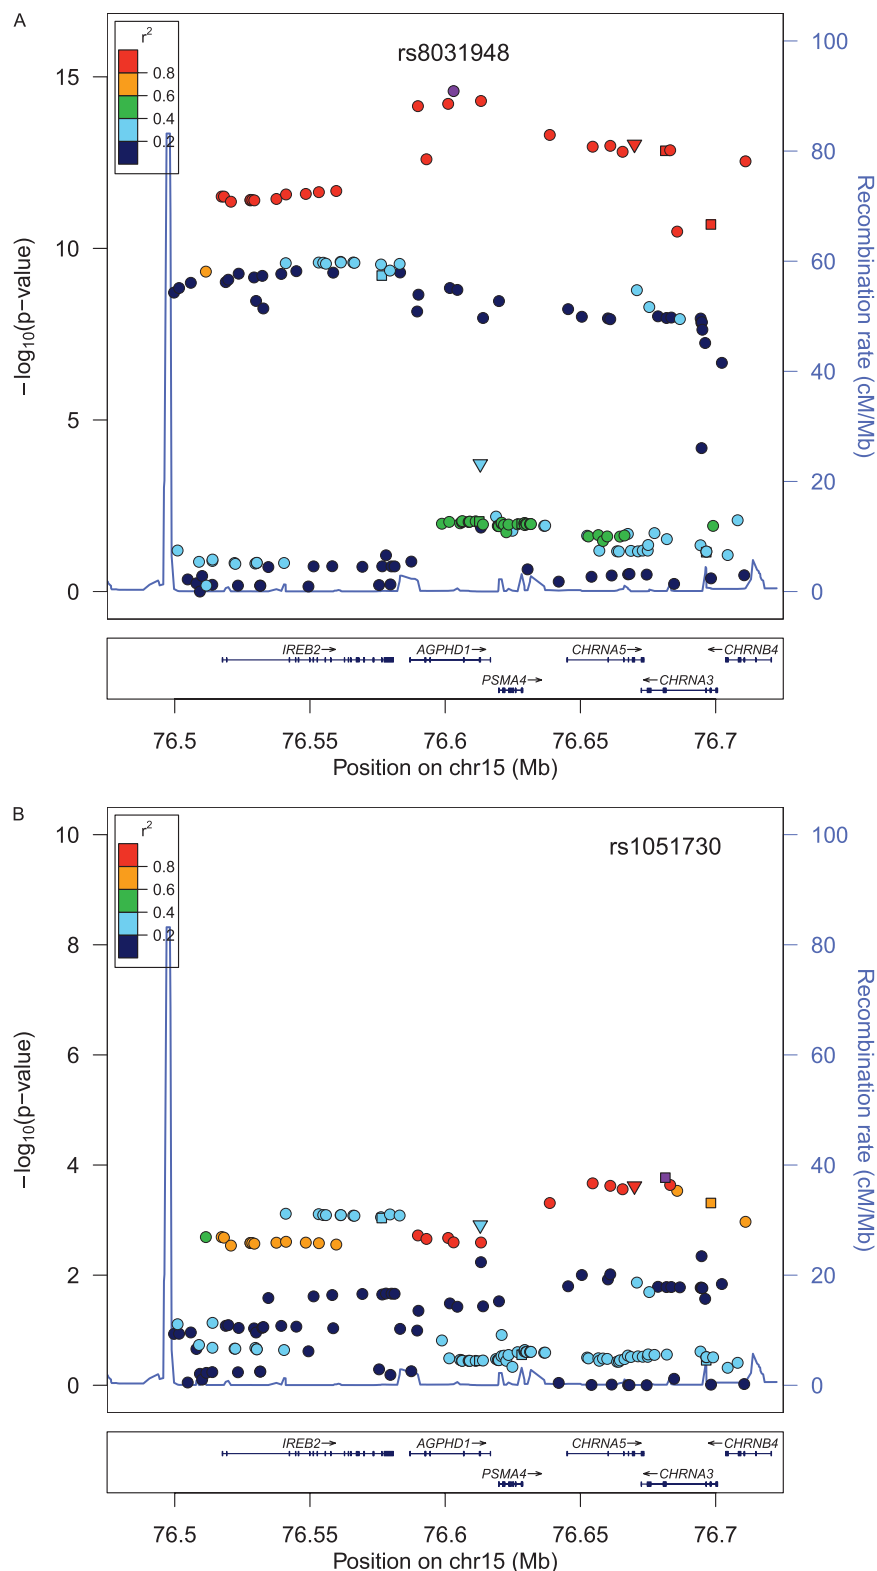 A
r²
0.8
0.6
0.4
0.2
rs8031948
15
10
5
0
−log₁₀(p−value)
100
80
60
40
20
0
Recombination rate (cM/Mb)
IREB2→ AGPHD1→ CHRNA5→ ←CHRNB4
PSMA4→ ←CHRNA3
76.5 76.55 76.6 76.65 76.7
Position on chr15 (Mb)
B
r²
0.8
0.6
0.4
0.2
rs1051730
10
8
6
4
2
0
−log₁₀(p−value)
100
80
60
40
20
0
Recombination rate (cM/Mb)
IREB2→ AGPHD1→ CHRNA5→ ←CHRNB4
PSMA4→ ←CHRNA3
76.5 76.55 76.6 76.65 76.7
Position on chr15 (Mb)